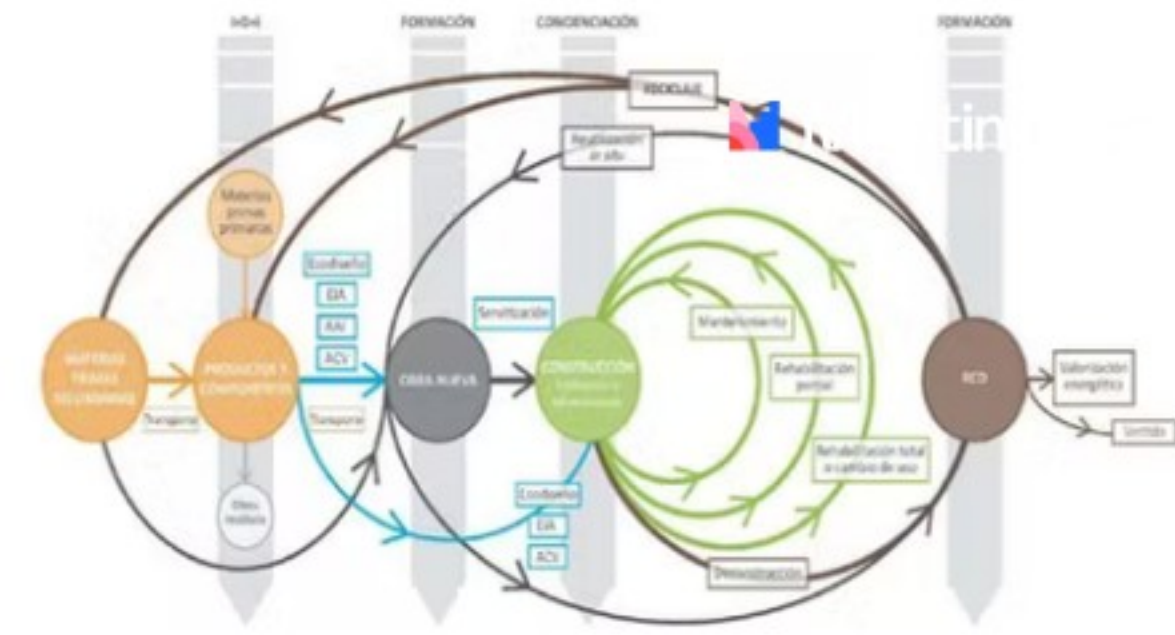 I+D+i
FORMACIÓN
CONCIENCIACIÓN
FORMACIÓN
RECICLAJE
Reutilización
in situ
Materias
primas
primarias
Ecodiseño
EIA
AAI
ACV
Servitización
Mantenimiento
MATERIAS
PRIMAS
SECUNDARIAS
PRODUCTOS Y
COMPONENTES
OBRA NUEVA
CONSTRUCCIÓN
RCD
Rehabilitación
parcial
Valorización
energética
Transporte
Transporte
Vertido
Rehabilitación total
o cambio de uso
Otros
residuos
Ecodiseño
EIA
ACV
Deconstrucción